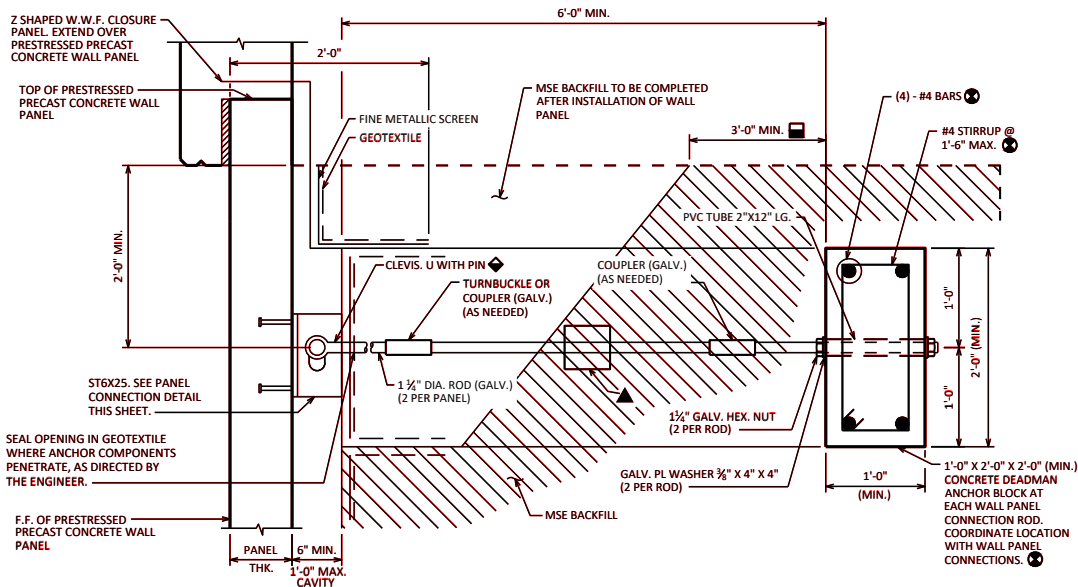 Z SHAPED W.W.F. CLOSURE
PANEL. EXTEND OVER
PRESTRESSED PRECAST
CONCRETE WALL PANEL
TOP OF PRESTRESSED
PRECAST CONCRETE WALL
PANEL
6'-0" MIN.
2'-0"
FINE METALLIC SCREEN
GEOTEXTILE
MSE BACKFILL TO BE COMPLETED
AFTER INSTALLATION OF WALL
PANEL
3'-0" MIN.
(4) - #4 BARS
#4 STIRRUP @
1'-6" MAX.
PVC TUBE 2"X12" LG.
2'-0" MIN.
CLEVIS. U WITH PIN
TURNBUCKLE OR
COUPLER (GALV.)
(AS NEEDED)
COUPLER (GALV.)
(AS NEEDED)
1'-0"
2'-0" (MIN.)
1'-0"
ST6X25. SEE PANEL
CONNECTION DETAIL
THIS SHEET.
1 ¼" DIA. ROD (GALV.)
(2 PER PANEL)
1¼" GALV. HEX. NUT
(2 PER ROD)
SEAL OPENING IN GEOTEXTILE
WHERE ANCHOR COMPONENTS
PENETRATE, AS DIRECTED BY
THE ENGINEER.
GALV. PL WASHER ⅜" X 4" X 4"
(2 PER ROD)
1'-0"
(MIN.)
1'-0" X 2'-0" X 2'-0" (MIN.)
CONCRETE DEADMAN
ANCHOR BLOCK AT
EACH WALL PANEL
CONNECTION ROD.
COORDINATE LOCATION
WITH WALL PANEL
CONNECTIONS.
MSE BACKFILL
F.F. OF PRESTRESSED
PRECAST CONCRETE WALL
PANEL
PANEL
THK.
6" MIN.
1'-0" MAX.
CAVITY